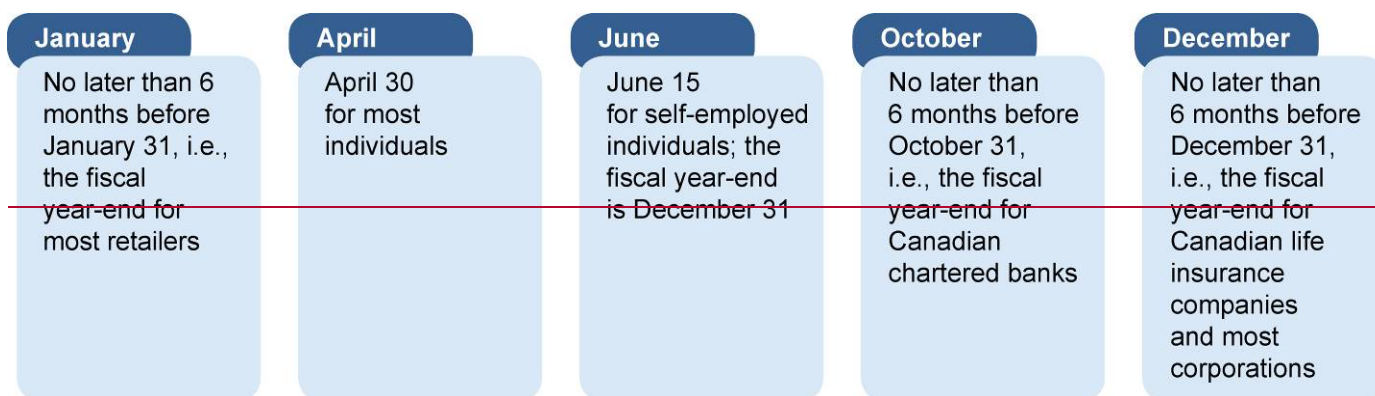 January
No later than 6
months before
January 31, i.e.,
the fiscal
year-end for
most retailers
April
April 30
for most
individuals
June
June 15
for self-employed
individuals; the
fiscal year-end
is December 31
October
No later than
6 months before
October 31,
i.e., the fiscal
year-end for
Canadian
chartered banks
December
No later than
6 months before
December 31,
i.e., the fiscal
year-end for
Canadian life
insurance
companies
and most
corporations